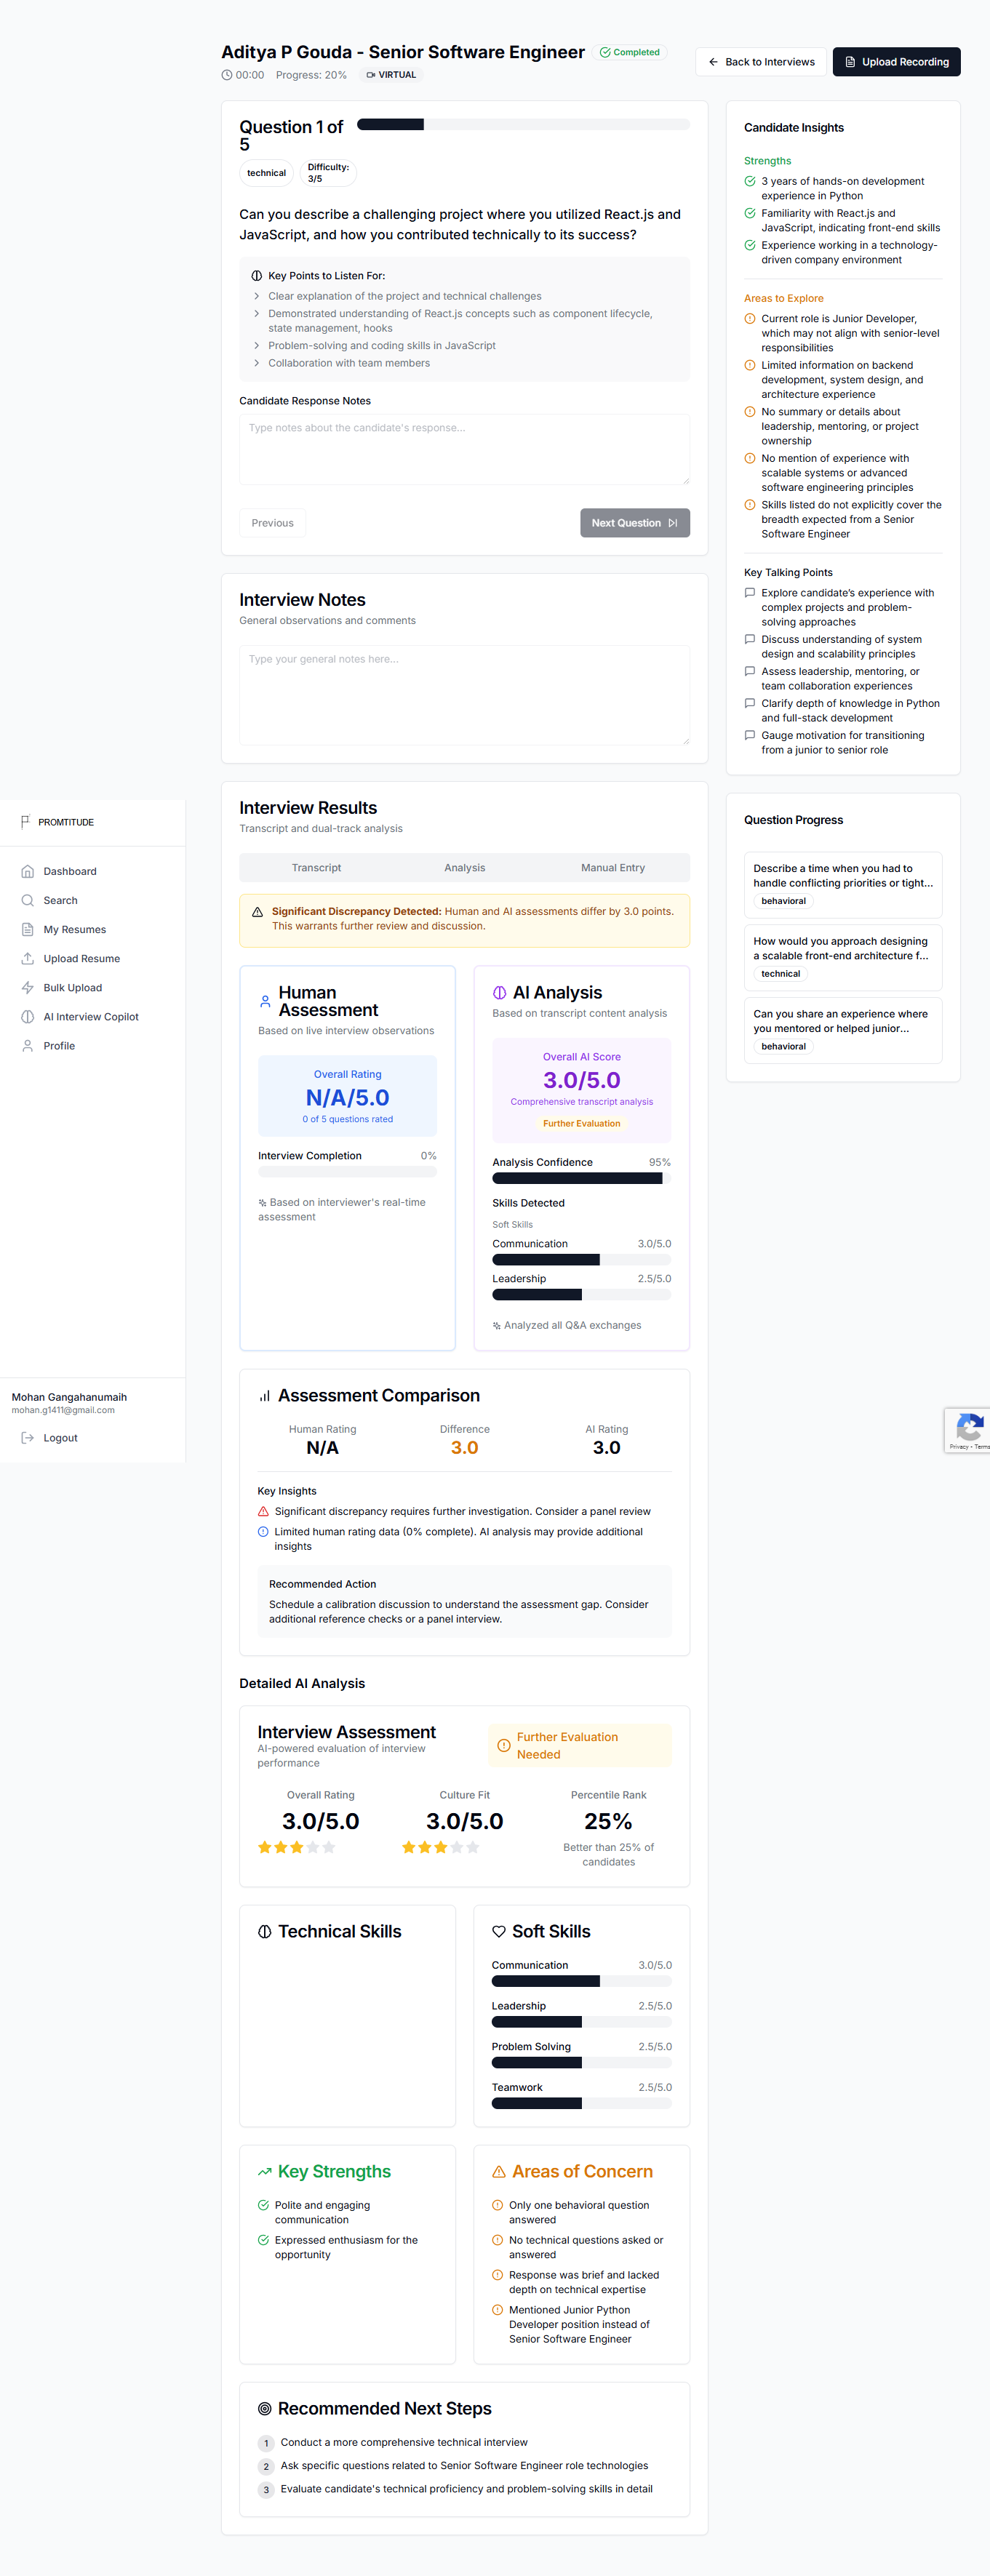 Aditya P Gouda - Senior Software Engineer
Completed
00:00
Progress: 20%
VIRTUAL
Back to Interviews
Upload Recording
Question 1 of
5
technical
Difficulty:
3/5
Can you describe a challenging project where you utilized React.js and
JavaScript, and how you contributed technically to its success?
Key Points to Listen For:
Clear explanation of the project and technical challenges
Demonstrated understanding of React.js concepts such as component lifecycle,
state management, hooks
Problem-solving and coding skills in JavaScript
Collaboration with team members
Candidate Response Notes
Type notes about the candidate's response...
Previous
Next Question
Interview Notes
General observations and comments
Type your general notes here...
Interview Results
Transcript and dual-track analysis
Transcript
Analysis
Manual Entry
Significant Discrepancy Detected: Human and AI assessments differ by 3.0 points.
This warrants further review and discussion.
Human
Assessment
Based on live interview observations
Overall Rating
N/A/5.0
0 of 5 questions rated
Interview Completion
0%
Based on interviewer's real-time
assessment
AI Analysis
Based on transcript content analysis
Overall AI Score
3.0/5.0
Comprehensive transcript analysis
Further Evaluation
Analysis Confidence
95%
Skills Detected
Soft Skills
Communication
3.0/5.0
Leadership
2.5/5.0
Analyzed all Q&A exchanges
Assessment Comparison
Human Rating
N/A
Difference
3.0
AI Rating
3.0
Key Insights
Significant discrepancy requires further investigation. Consider a panel review
Limited human rating data (0% complete). AI analysis may provide additional
insights
Recommended Action
Schedule a calibration discussion to understand the assessment gap. Consider
additional reference checks or a panel interview.
Detailed AI Analysis
Interview Assessment
AI-powered evaluation of interview
performance
Further Evaluation
Needed
Overall Rating
3.0/5.0
Culture Fit
3.0/5.0
Percentile Rank
25%
Better than 25% of
candidates
Technical Skills
Soft Skills
Communication
3.0/5.0
Leadership
2.5/5.0
Problem Solving
2.5/5.0
Teamwork
2.5/5.0
Key Strengths
Polite and engaging
communication
Expressed enthusiasm for the
opportunity
Areas of Concern
Only one behavioral question
answered
No technical questions asked or
answered
Response was brief and lacked
depth on technical expertise
Mentioned Junior Python
Developer position instead of
Senior Software Engineer
Recommended Next Steps
1 Conduct a more comprehensive technical interview
2 Ask specific questions related to Senior Software Engineer role technologies
3 Evaluate candidate's technical proficiency and problem-solving skills in detail
Candidate Insights
Strengths
3 years of hands-on development
experience in Python
Familiarity with React.js and
JavaScript, indicating front-end skills
Experience working in a technology-
driven company environment
Areas to Explore
Current role is Junior Developer,
which may not align with senior-level
responsibilities
Limited information on backend
development, system design, and
architecture experience
No summary or details about
leadership, mentoring, or project
ownership
No mention of experience with
scalable systems or advanced
software engineering principles
Skills listed do not explicitly cover the
breadth expected from a Senior
Software Engineer
Key Talking Points
Explore candidate's experience with
complex projects and problem-
solving approaches
Discuss understanding of system
design and scalability principles
Assess leadership, mentoring, or
team collaboration experiences
Clarify depth of knowledge in Python
and full-stack development
Gauge motivation for transitioning
from a junior to senior role
Question Progress
Describe a time when you had to
handle conflicting priorities or tight...
behavioral
How would you approach designing
a scalable front-end architecture f...
technical
Can you share an experience where
you mentored or helped junior...
behavioral
PROMTITUDE
Dashboard
Search
My Resumes
Upload Resume
Bulk Upload
AI Interview Copilot
Profile
Mohan Gangahanumaih
mohan.g1411@gmail.com
Logout
Privacy - Terms